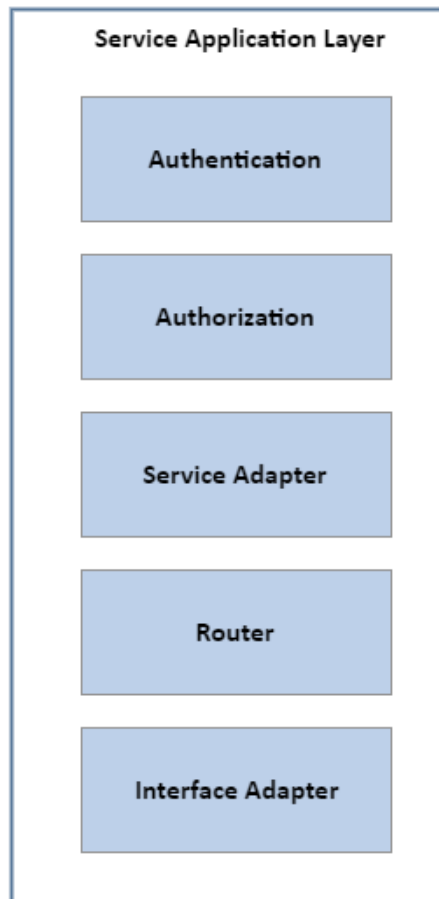 Service Application Layer
Authentication
Authorization
Service Adapter
Router
Interface Adapter